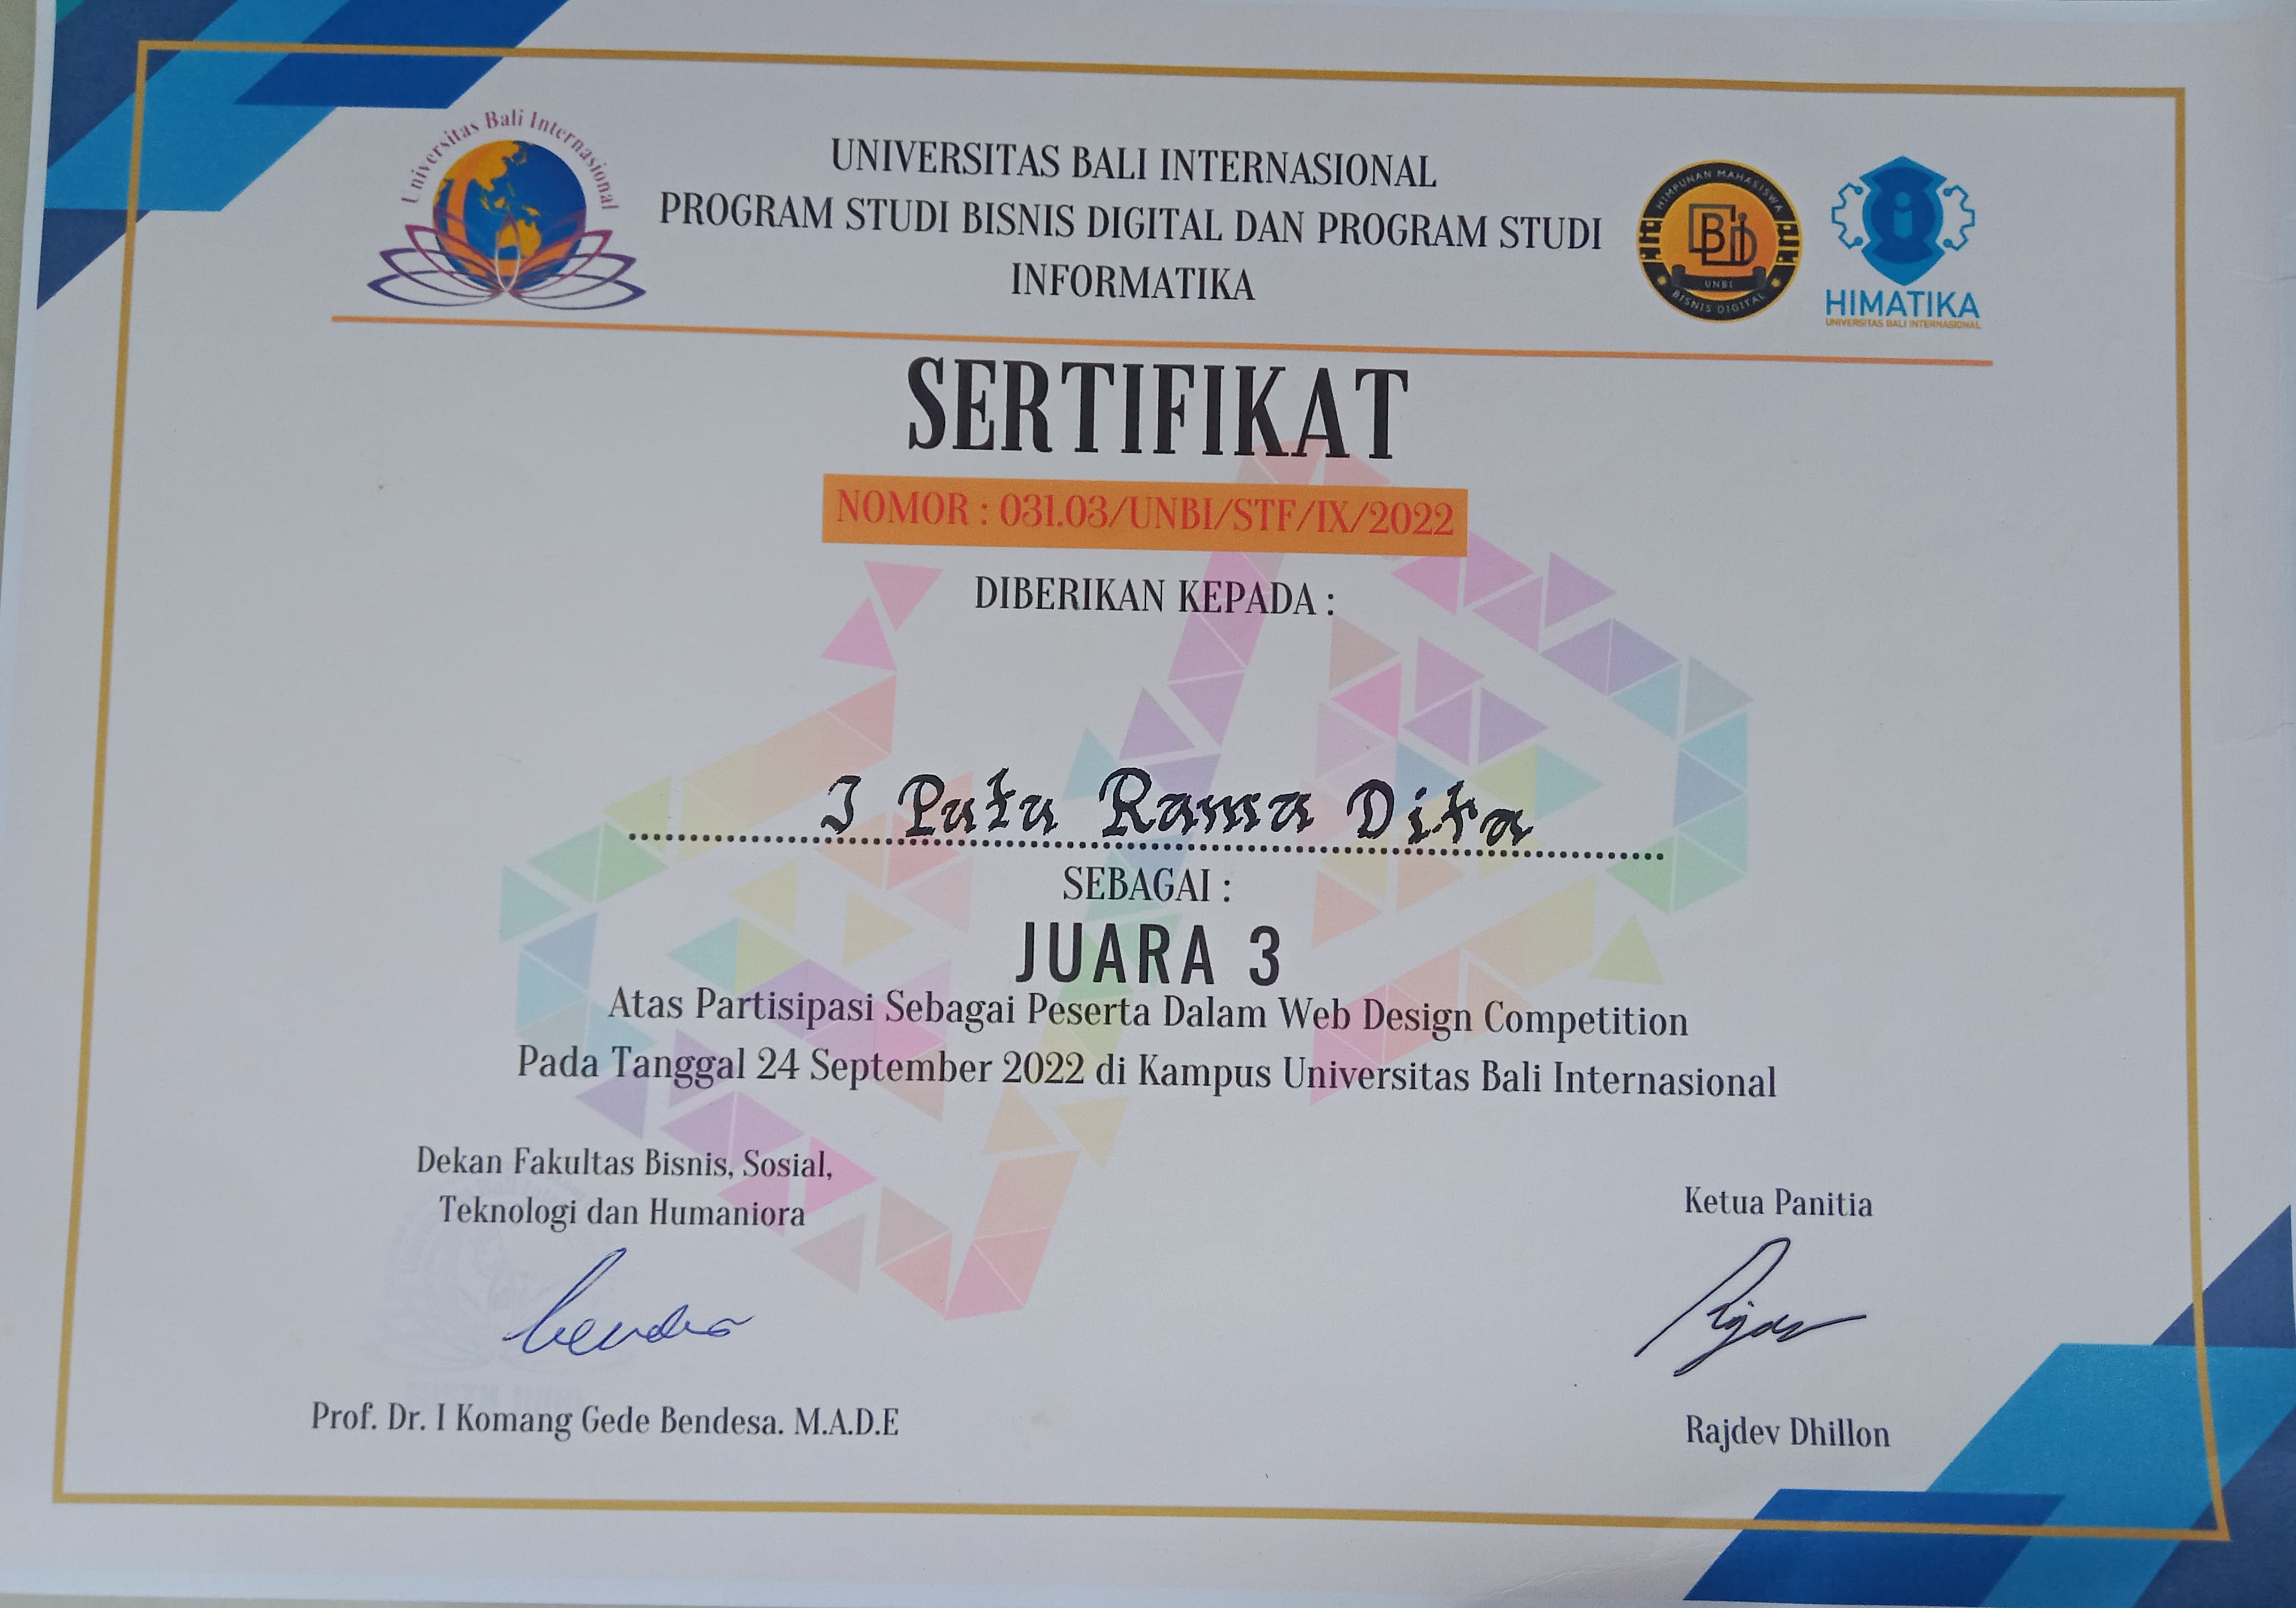 Universitas Bali Internasional
UNIVERSITAS BALI INTERNASIONAL
PROGRAM STUDI BISNIS DIGITAL DAN PROGRAM STUDI
INFORMATIKA
HIMPUNAN MAHASISWA
UNBI
BISNIS DIGITAL
HIMATIKA
UNIVERSITAS BALI INTERNASIONAL
SERTIFIKAT
NOMOR : 031.03/UNBI/STF/IX/2022
DIBERIKAN KEPADA :
I Putu Rama Dita
SEBAGAI :
JUARA 3
Atas Partisipasi Sebagai Peserta Dalam Web Design Competition
Pada Tanggal 24 September 2022 di Kampus Universitas Bali Internasional
Dekan Fakultas Bisnis, Sosial,
Teknologi dan Humaniora
Ketua Panitia
Prof. Dr. I Komang Gede Bendesa. M.A.D.E
Rajdev Dhillon